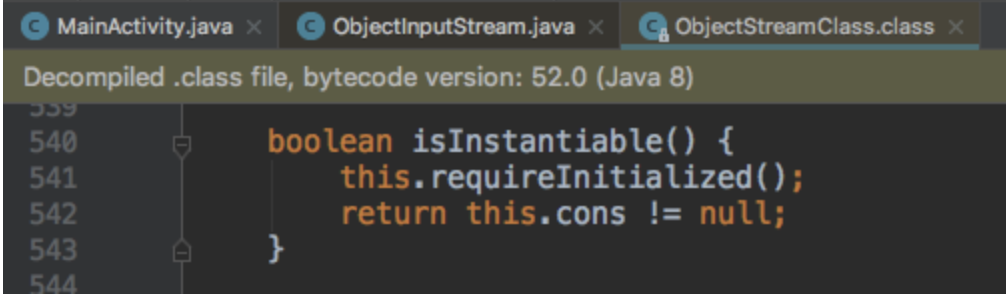 MainActivity.java ObjectInputStream.java ObjectStreamClass.class
Decompiled .class file, bytecode version: 52.0 (Java 8)
539
540 boolean isInstantiable() {
541 this.requireInitialized();
542 return this.cons != null;
543 }
544